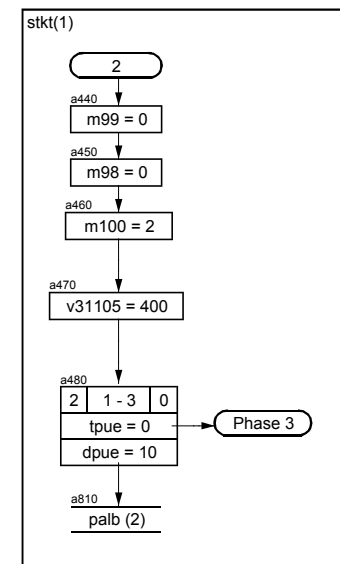 stkt(1)
2
a440
m99 = 0
a450
m98 = 0
a460
m100 = 2
a470
v31105 = 400
a480
2 1 - 3 0
tpue = 0 Phase 3
dpue = 10
a810
palb (2)